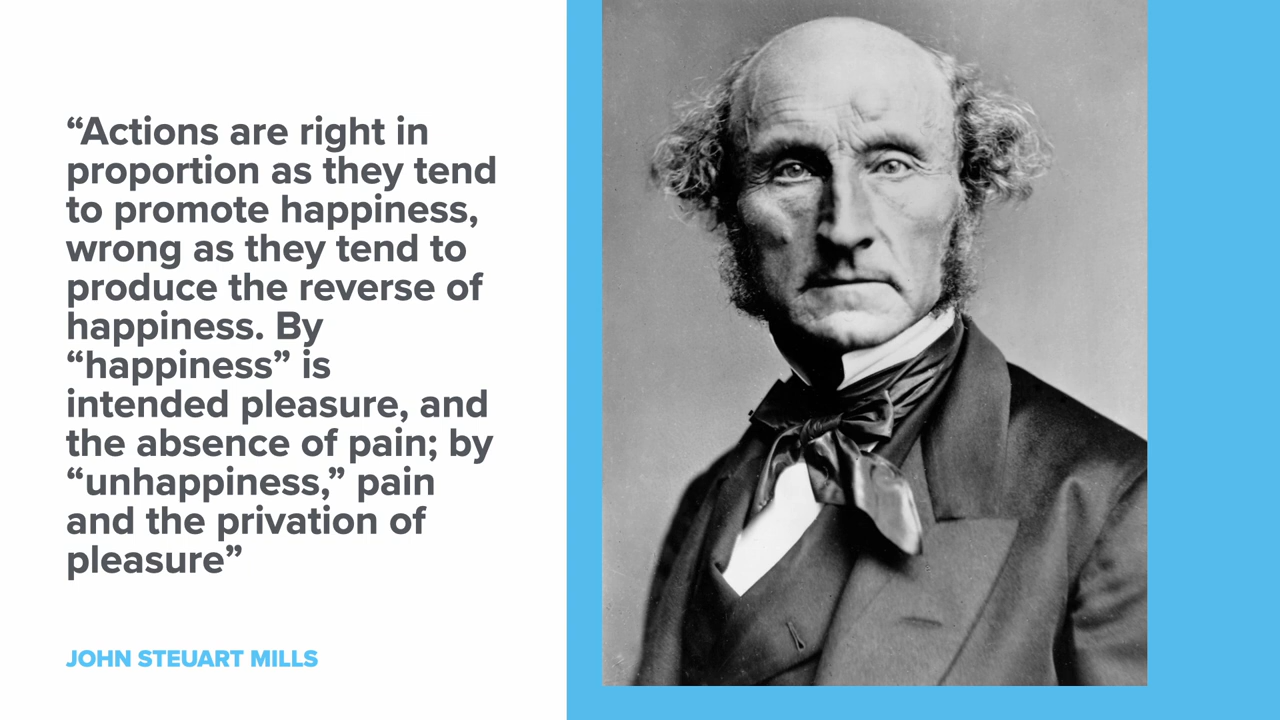 “Actions are right in
proportion as they tend
to promote happiness,
wrong as they tend to
produce the reverse of
happiness. By
“happiness” is
intended pleasure, and
the absence of pain; by
“unhappiness,” pain
and the privation of
pleasure”
JOHN STEUART MILLS